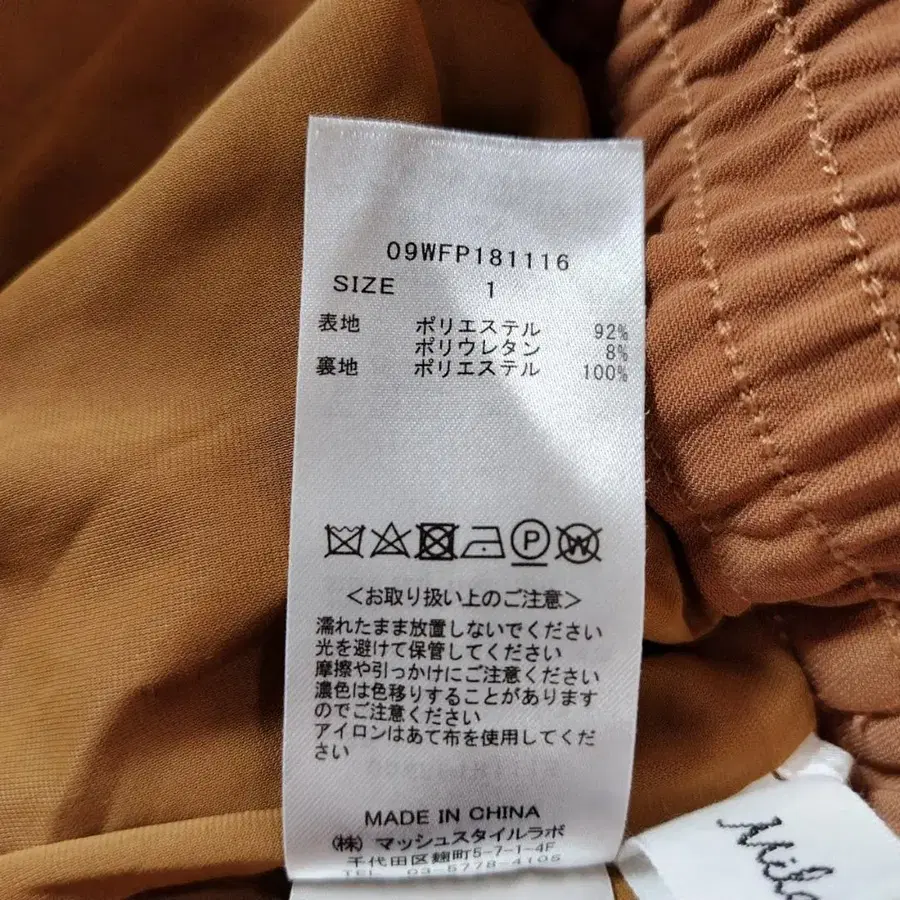 09WFP181116
SIZE 1
表地 ポリエステル 92%
ポリウレタン 8%
裏地 ポリエステル 100%
P
W
<お取り扱い上のご注意>
濡れたまま放置しないでください
光を避けて保管してください
摩擦や引っかけにご注意ください
濃色は色移りすることがあります
のでご注意ください
アイロンはあて布を使用してくだ
さい
MADE IN CHINA
(株) マッシュスタイルラボ
千代田区麹町5-7-1-4F
TEL 03-5778-4105